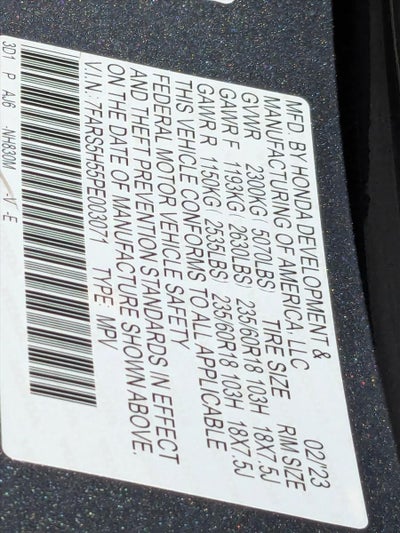 MFD. BY HONDA DEVELOPMENT & 02'23
MANUFACTURING OF AMERICA, LLC
TIRE SIZE RIM SIZE
GVWR 2300KG( 5070LBS)
GAWR F 1193KG( 2630LBS) 235/60R18 103H 18X7.5J
GAWR R 1150KG( 2535LBS) 235/60R18 103H 18X7.5J
THIS VEHICLE CONFORMS TO ALL APPLICABLE
FEDERAL MOTOR VEHICLE SAFETY
AND THEFT PREVENTION STANDARDS IN EFFECT
ON THE DATE OF MANUFACTURE SHOWN ABOVE.
V.I.N. 7FARS5H55PE003071 TYPE: MPV
3D1 P AJ6 -NH830M -V -E